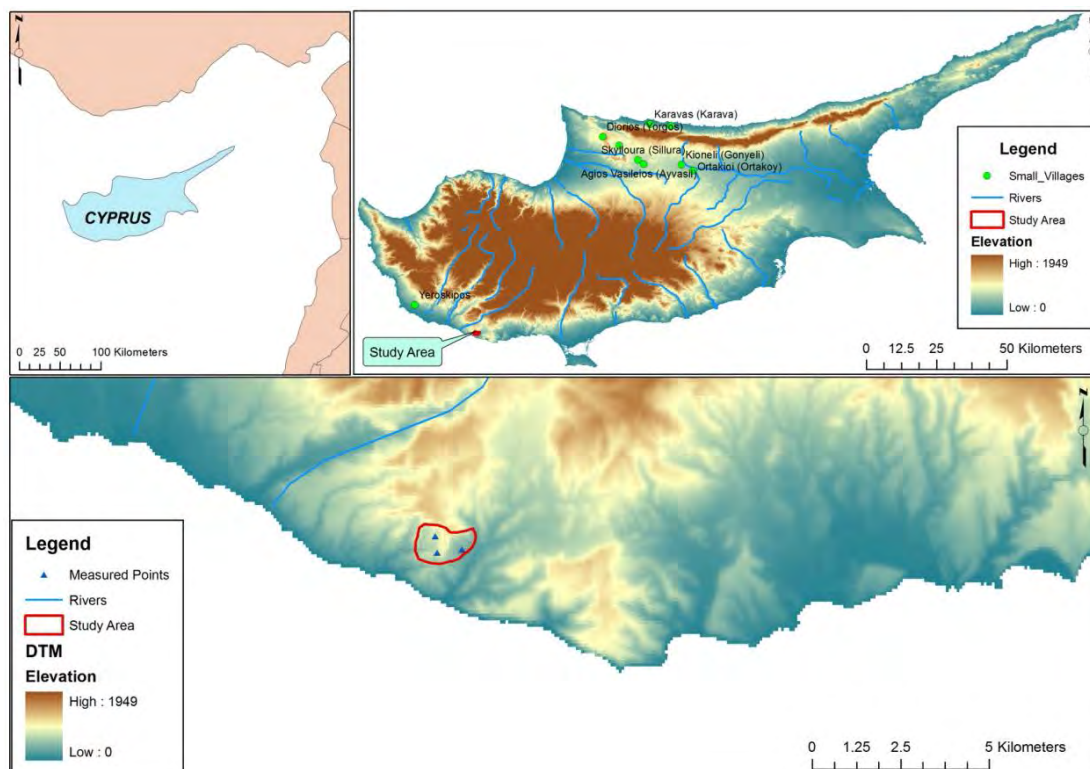 CYPRUS
0 25 50 100 Kilometers
Karavas (Karava)
Diorios (Yorgos)
Skylloura (Sillura)
Kioneli (Gonyeli)
Ortakioi (Ortakoy)
Agios Vasileios (Ayvasil)
Yeroskipos
Study Area
Legend
Small_Villages
Rivers
Study Area
Elevation
High : 1949
Low : 0
0 12.5 25 50 Kilometers
Legend
Measured Points
Rivers
Study Area
DTM
Elevation
High : 1949
Low : 0
0 1.25 2.5 5 Kilometers